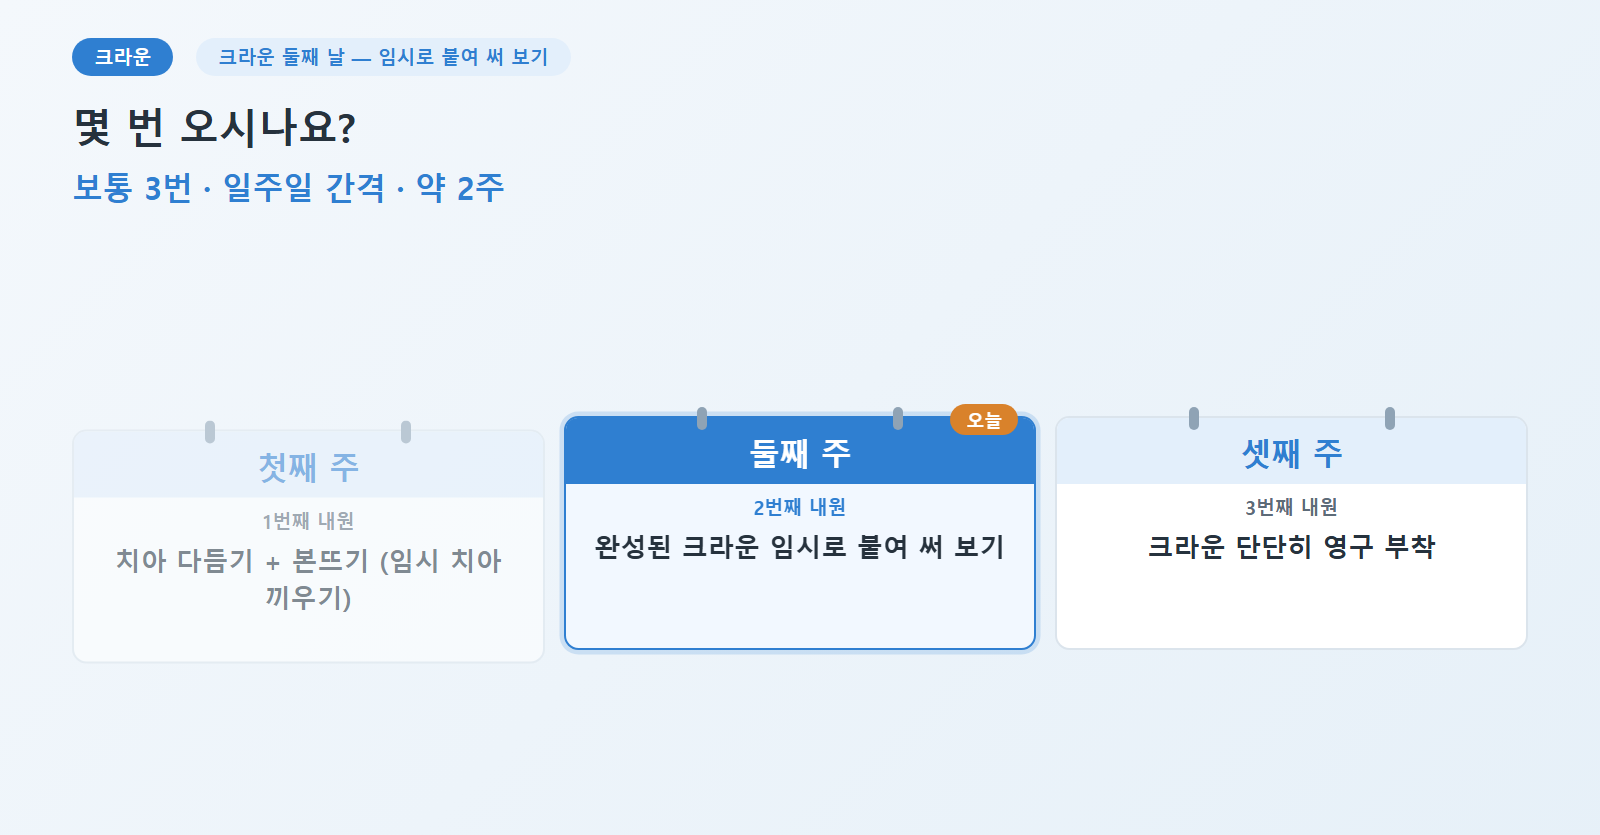 크라운
크라운 둘째 날 — 임시로 붙여 써 보기
몇 번 오시나요?
보통 3번 · 일주일 간격 · 약 2주
첫째 주
1번째 내원
치아 다듬기 + 본뜨기 (임시 치아
끼우기)
오늘
둘째 주
2번째 내원
완성된 크라운 임시로 붙여 써 보기
셋째 주
3번째 내원
크라운 단단히 영구 부착